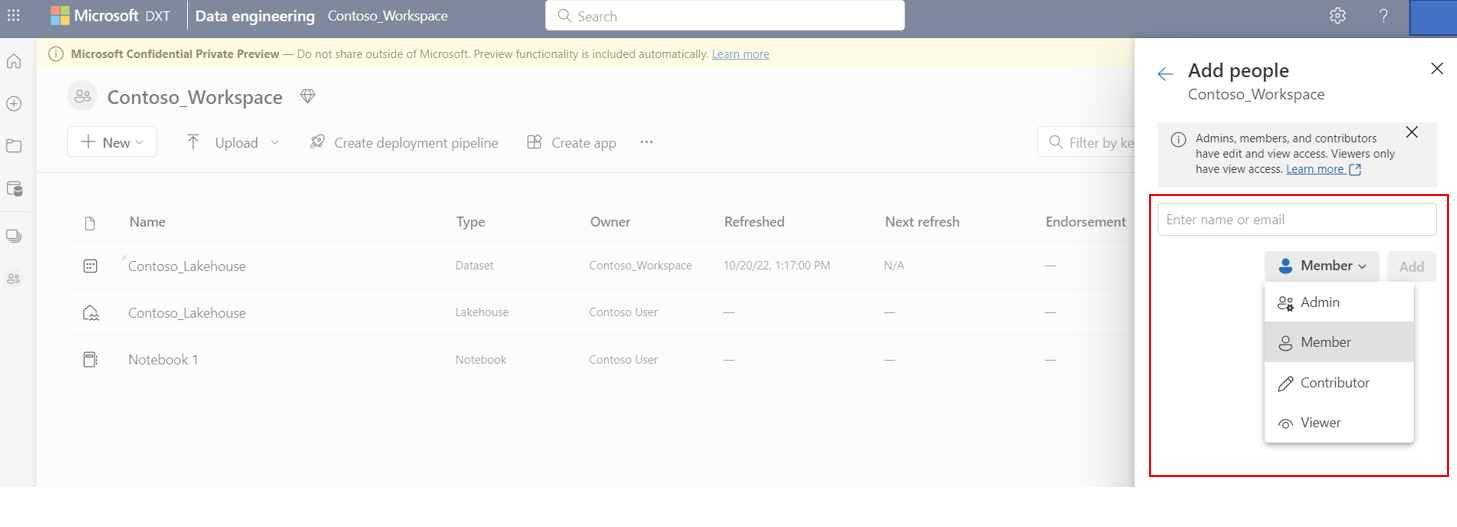 Microsoft DXT Data engineering Contoso_Workspace Search ?
Microsoft Confidential Private Preview — Do not share outside of Microsoft. Preview functionality is included automatically. Learn more
Contoso_Workspace
New Upload Create deployment pipeline Create app ... Filter by ke
Name Type Owner Refreshed Next refresh Endorsement
Contoso_Lakehouse Dataset Contoso_Workspace 10/20/22, 1:17:00 PM N/A —
Contoso_Lakehouse Lakehouse Contoso User — — —
Notebook 1 Notebook Contoso User — — —
Add people
Contoso_Workspace
Admins, members, and contributors
have edit and view access. Viewers only
have view access. Learn more
Enter name or email
Member Add
Admin
Member
Contributor
Viewer